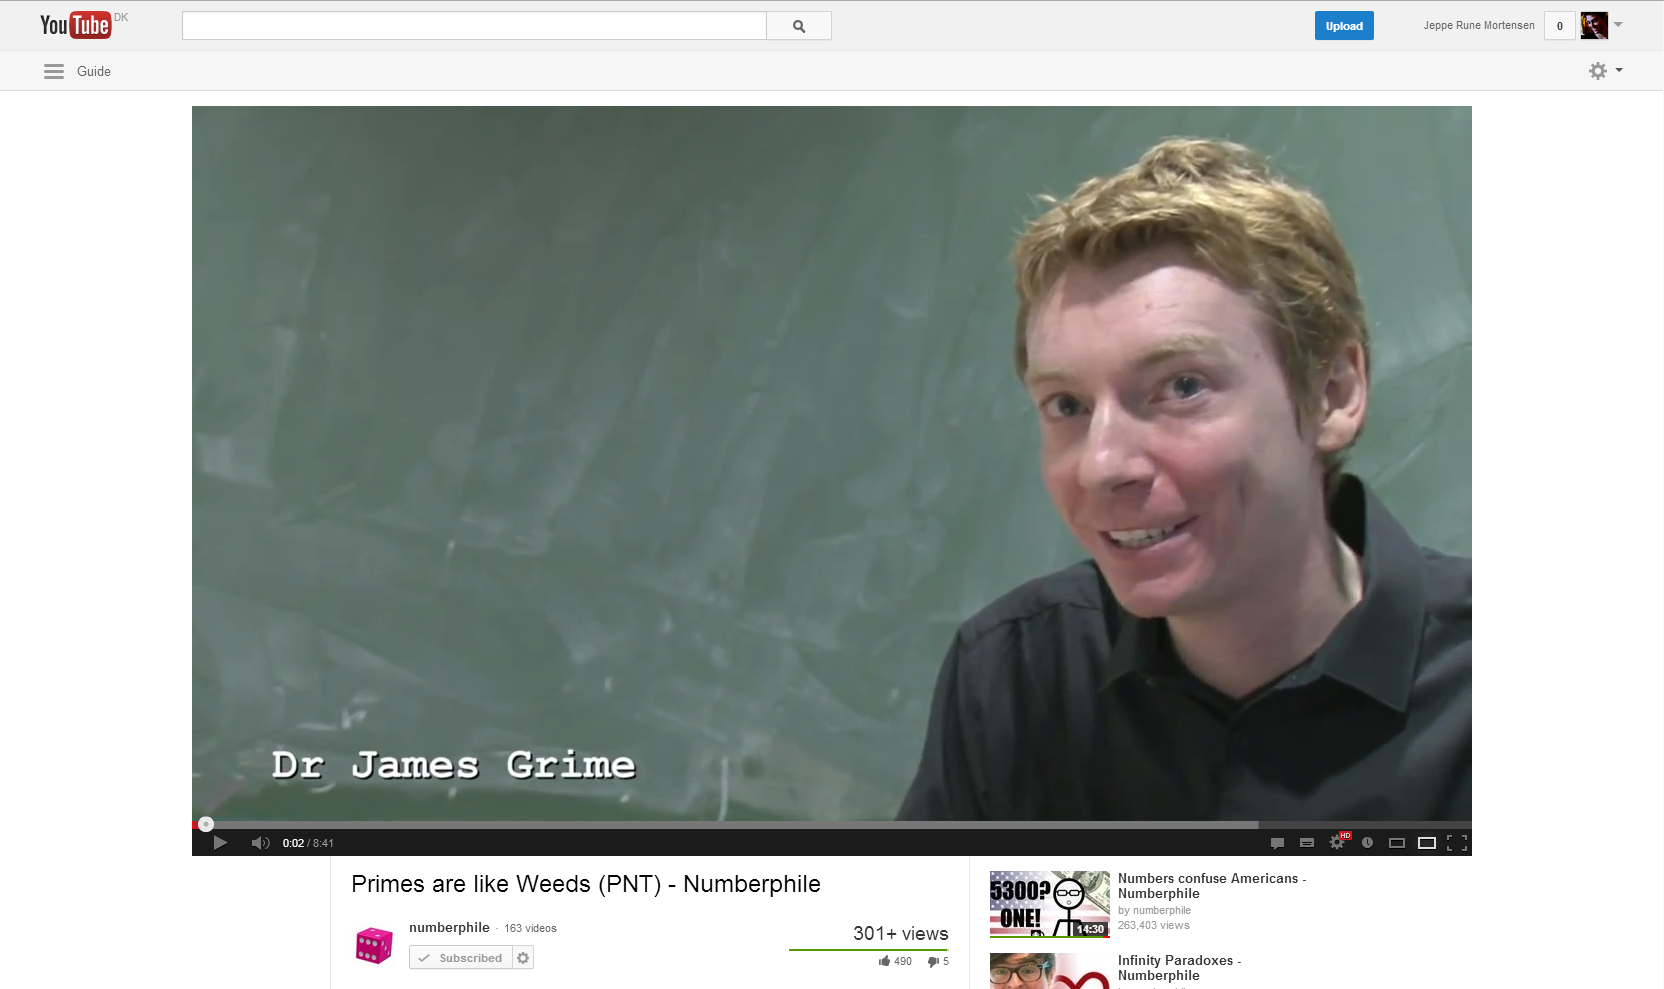 YouTube DK
Upload
Jeppe Rune Mortensen
0
Guide
Dr James Grime
0:02 / 8:41
HD
Primes are like Weeds (PNT) - Numberphile
numberphile · 163 videos
Subscribed
301+ views
490 5
5300?
ONE!
14:30
Numbers confuse Americans -
Numberphile
by numberphile
263,403 views
Infinity Paradoxes -
Numberphile